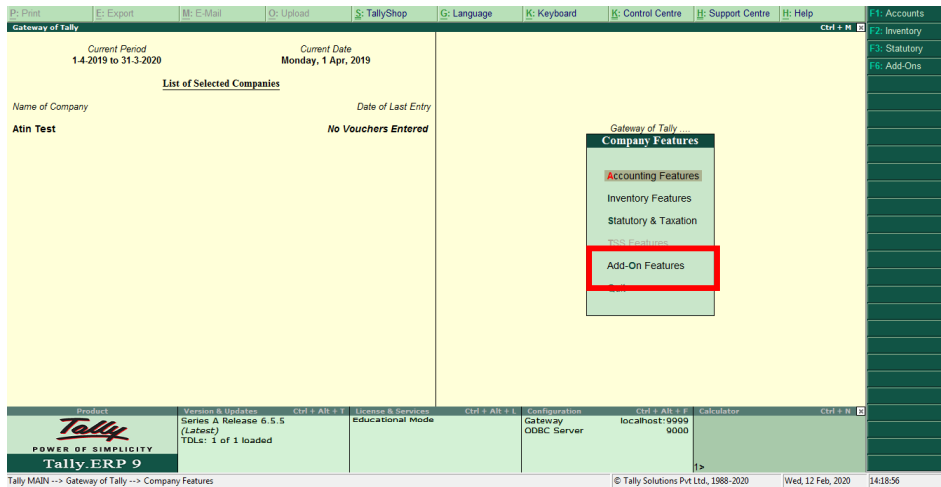 P: Print E: Export M: E-Mail O: Upload S: TallyShop G: Language K: Keyboard K: Control Centre H: Support Centre H: Help F1: Accounts
Gateway of Tally Ctrl + M F2: Inventory
F3: Statutory
F6: Add-Ons
Current Period Current Date
1-4-2019 to 31-3-2020 Monday, 1 Apr, 2019
List of Selected Companies
Name of Company Date of Last Entry
Atin Test No Vouchers Entered
Gateway of Tally ....
Company Features
Accounting Features
Inventory Features
Statutory & Taxation
TSS Features
Add-On Features
Quit
Product Version & Updates Ctrl + Alt + T License & Services Ctrl + Alt + L Configuration Ctrl + Alt + F Calculator Ctrl + N
Tally
POWER OF SIMPLICITY
Tally.ERP 9
Series A Release 6.5.5
(Latest)
TDLs: 1 of 1 loaded
Educational Mode
Gateway localhost:9999
ODBC Server 9000
1>
Tally MAIN --> Gateway of Tally --> Company Features © Tally Solutions Pvt Ltd., 1988-2020 Wed, 12 Feb, 2020 14:18:56